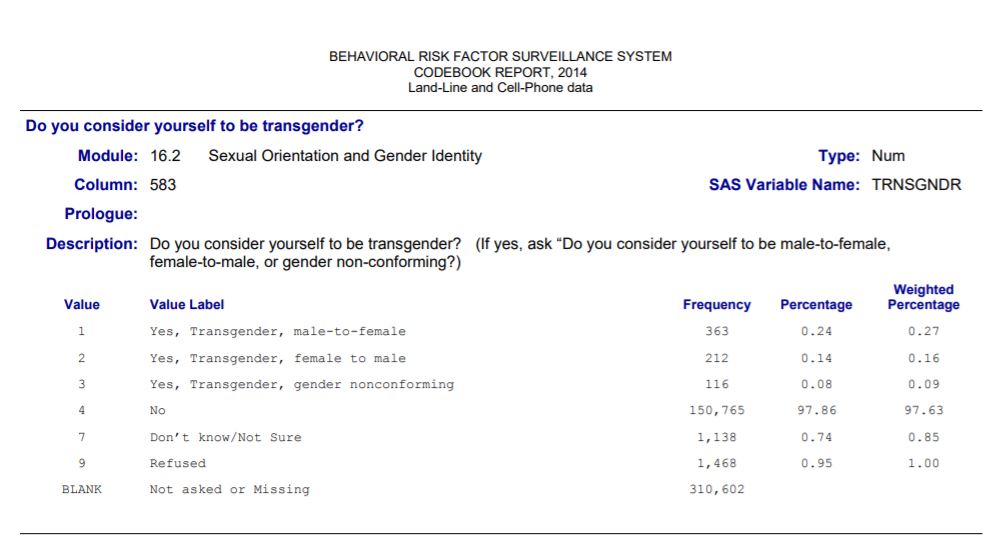 BEHAVIORAL RISK FACTOR SURVEILLANCE SYSTEM
CODEBOOK REPORT, 2014
Land-Line and Cell-Phone data
Do you consider yourself to be transgender?
Module: 16.2 Sexual Orientation and Gender Identity Type: Num
Column: 583 SAS Variable Name: TRNSGNDR
Prologue:
Description: Do you consider yourself to be transgender? (If yes, ask “Do you consider yourself to be male-to-female,
female-to-male, or gender non-conforming?)
Value Value Label Frequency Percentage Weighted Percentage
1 Yes, Transgender, male-to-female 363 0.24 0.27
2 Yes, Transgender, female to male 212 0.14 0.16
3 Yes, Transgender, gender nonconforming 116 0.08 0.09
4 No 150,765 97.86 97.63
7 Don’t know/Not Sure 1,138 0.74 0.85
9 Refused 1,468 0.95 1.00
BLANK Not asked or Missing 310,602